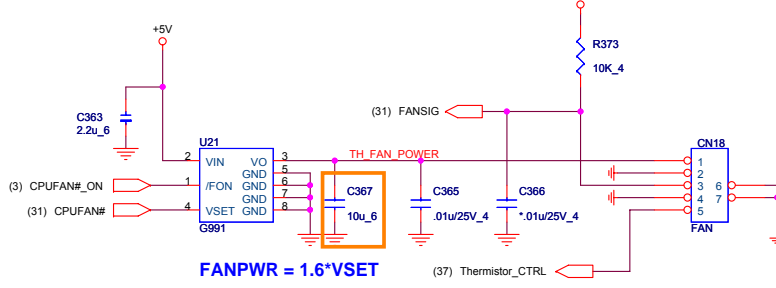 +5V
R373
10K_4
(31) FANSIG
C363
2.2u_6
U21
CN18
TH_FAN_POWER
2 VIN VO 3
GND 5
(3) CPUFAN#_ON 1 /FON GND 6
GND 7
(31) CPUFAN# 4 VSET GND 8
G991
C367
10u_6
C365
.01u/25V_4
C366
*.01u/25V_4
1
2
3 6
4 7
5
FAN
FANPWR = 1.6*VSET
(37) Thermistor_CTRL